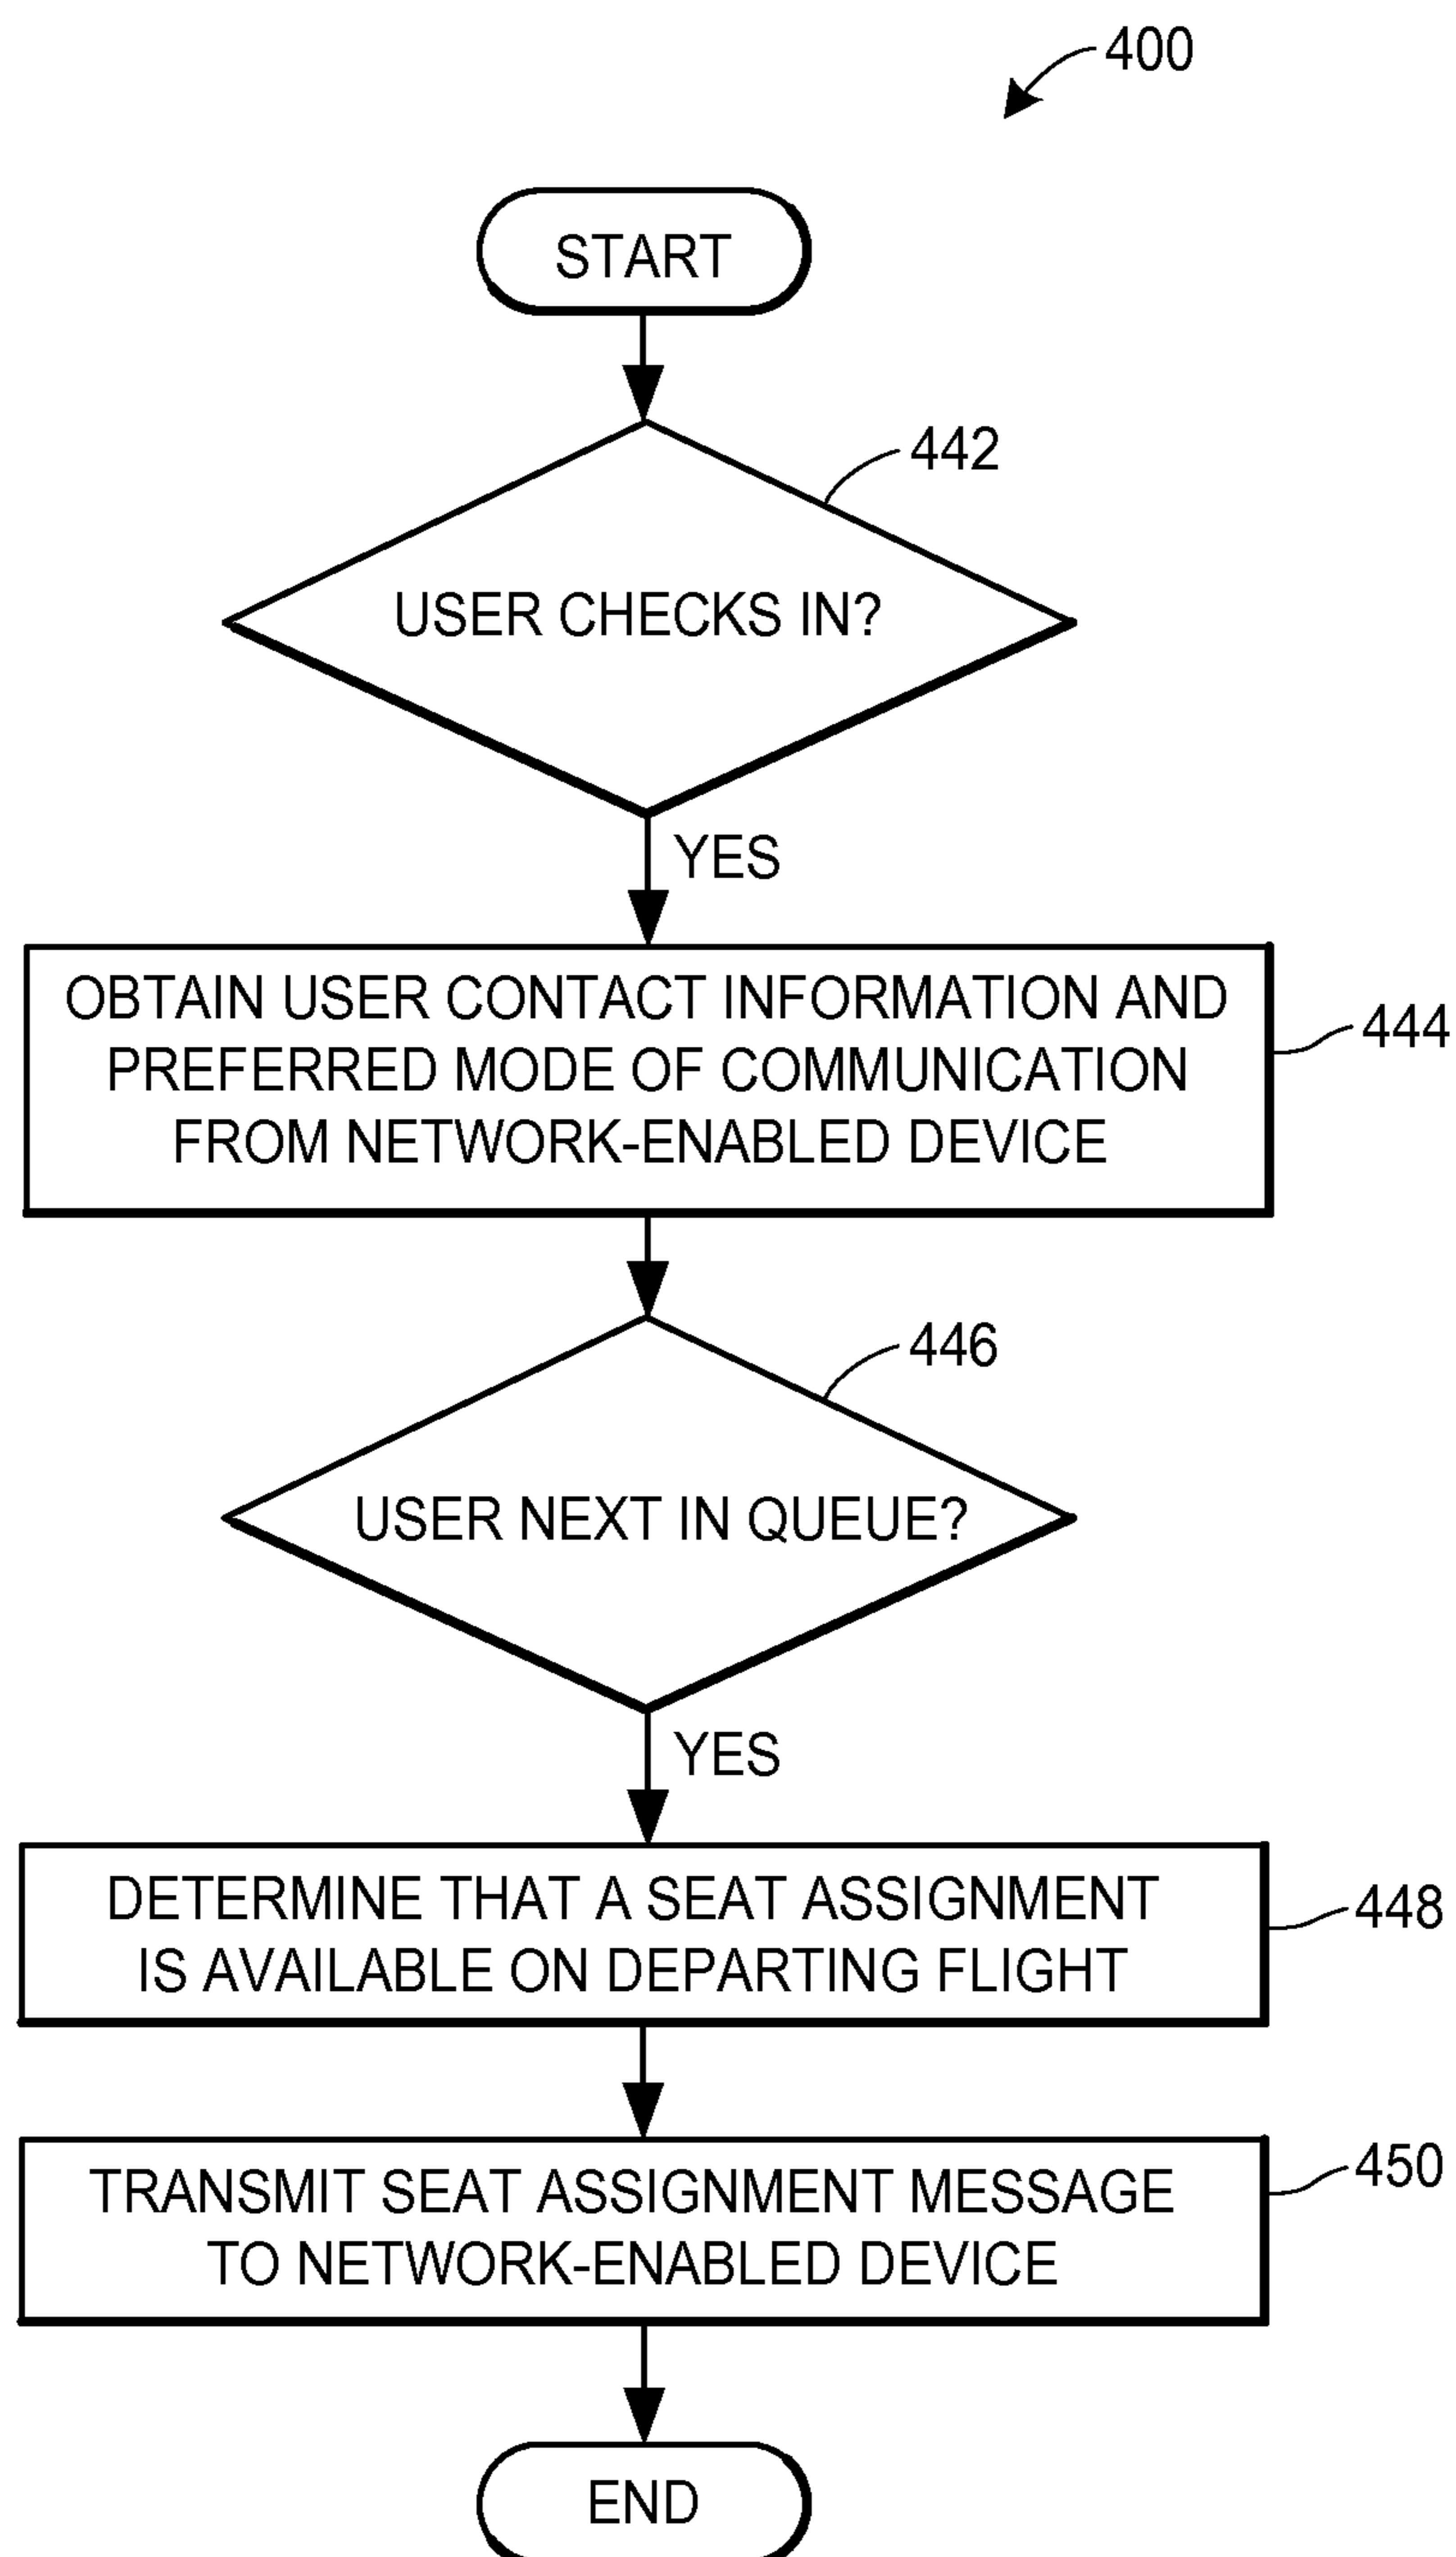 400
START
442
USER CHECKS IN?
YES
OBTAIN USER CONTACT INFORMATION AND
PREFERRED MODE OF COMMUNICATION
FROM NETWORK-ENABLED DEVICE
444
446
USER NEXT IN QUEUE?
YES
DETERMINE THAT A SEAT ASSIGNMENT
IS AVAILABLE ON DEPARTING FLIGHT
448
TRANSMIT SEAT ASSIGNMENT MESSAGE
TO NETWORK-ENABLED DEVICE
450
END